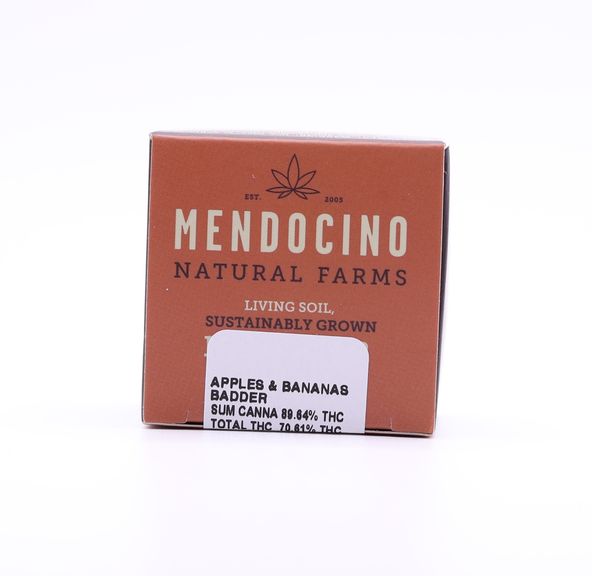 EST. 2005
MENDOCINO
NATURAL FARMS
LIVING SOIL,
SUSTAINABLY GROWN
APPLES & BANANAS
BADDER
SUM CANNA 89.64% THC
TOTAL THC 70.61% THC